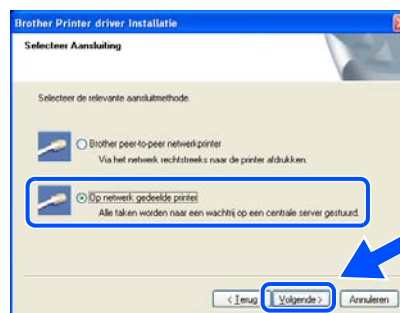 Brother Printer driver Installatie
Selecteer Aansluiting
Selecteer de relevante aansluitmethode.
Brother peer-to-peer netwerkprinter
Via het netwerk rechtstreeks naar de printer afdrukken.
Op netwerk gedeelde printer
Alle taken worden naar een wachtrij op een centrale server gestuurd.
< Terug Volgende > Annuleren